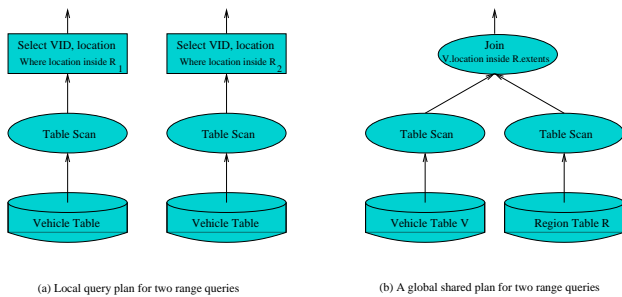 Select VID, location
Where location inside R1
Table Scan
Vehicle Table
Select VID, location
Where location inside R2
Table Scan
Vehicle Table
(a) Local query plan for two range queries
Join
V.location inside R.extents
Table Scan
Table Scan
Vehicle Table V
Region Table R
(b) A global shared plan for two range queries